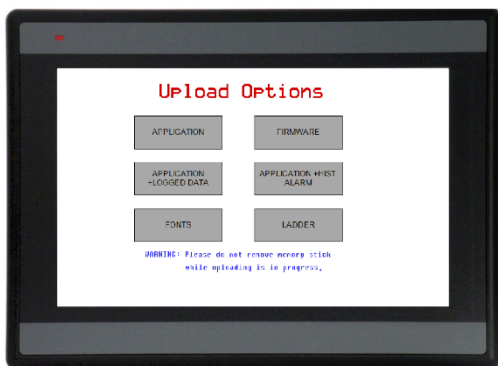 Upload Options
APPLICATION
FIRMWARE
APPLICATION
+LOGGED DATA
APPLICATION +HIST.
ALARM
FONTS
LADDER
WARNING: Please do not remove memory stick
while uploading is in progress.